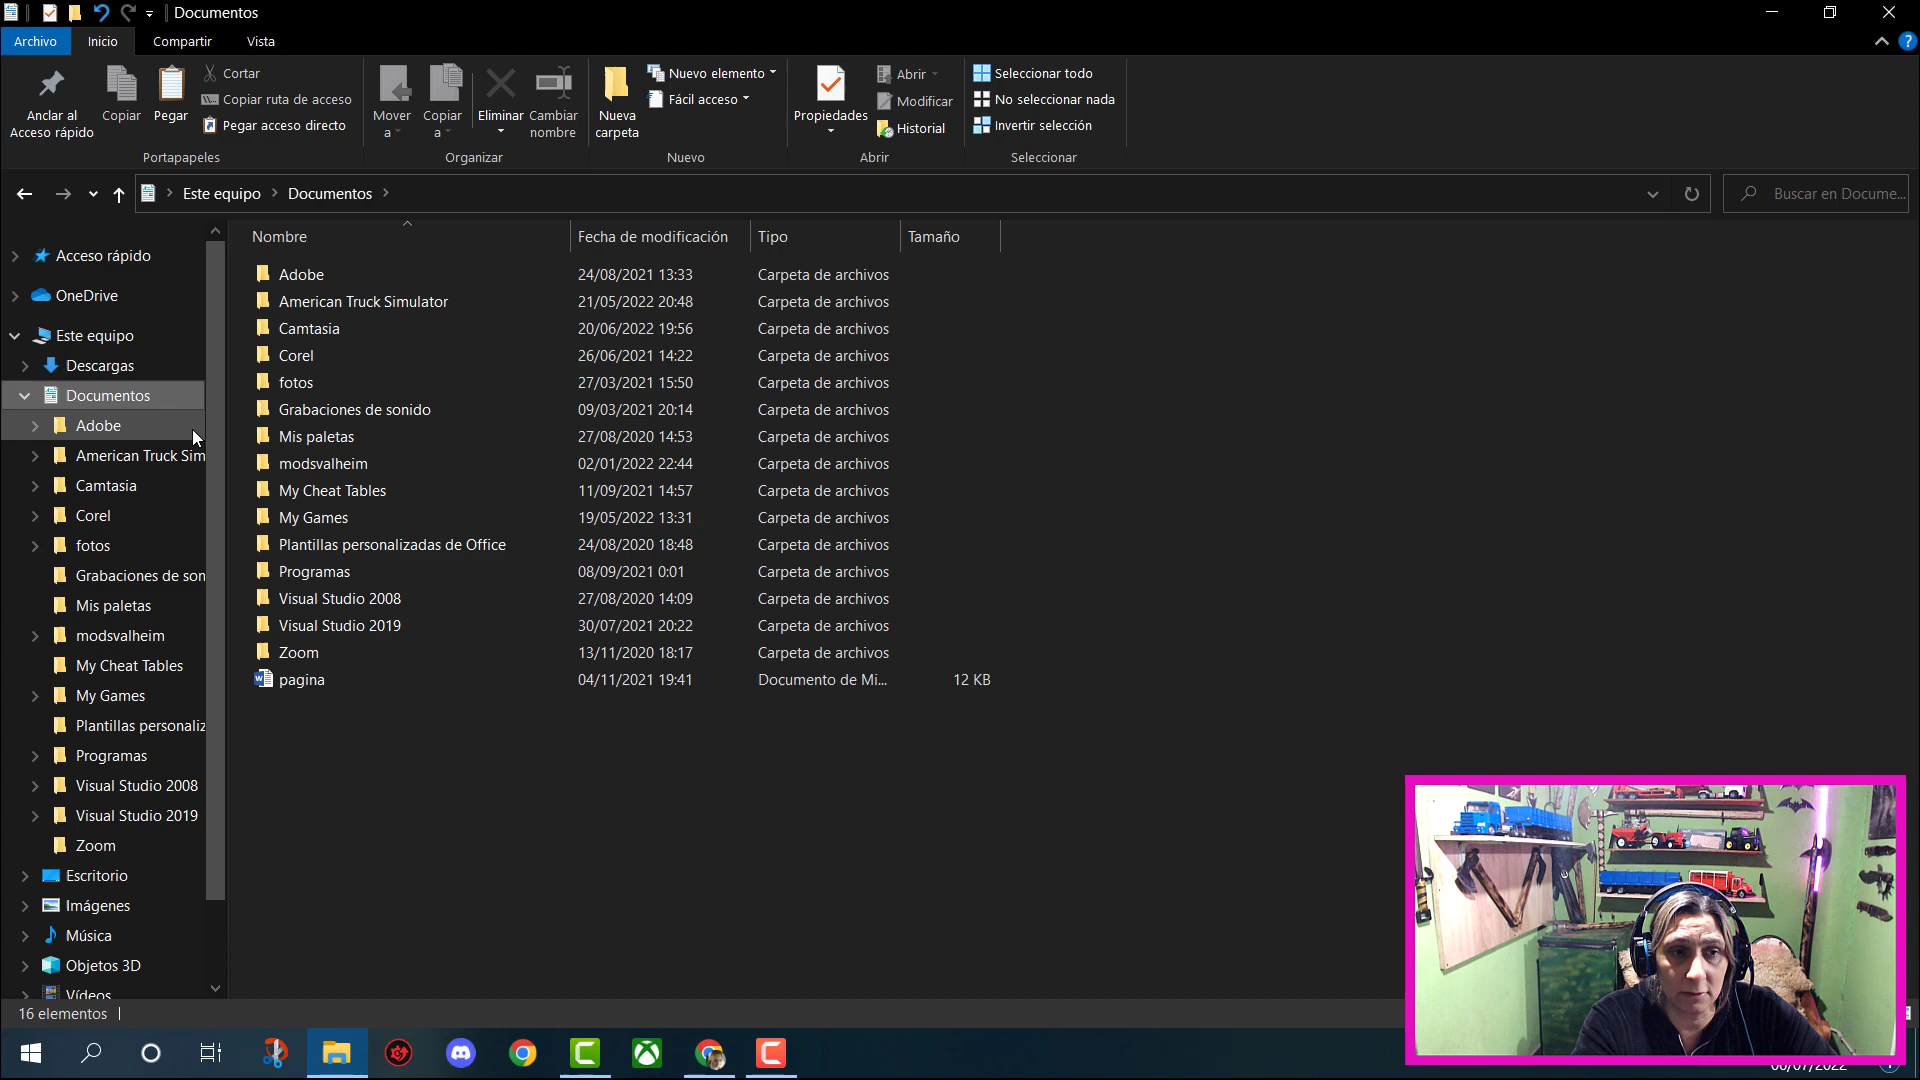 Documentos
Archivo Inicio Compartir Vista
Anclar al Acceso rápido
Copiar
Pegar
Cortar
Copiar ruta de acceso
Pegar acceso directo
Portapapeles
Mover a
Copiar a
Eliminar
Cambiar nombre
Organizar
Nueva carpeta
Nuevo elemento
Fácil acceso
Nuevo
Propiedades
Abrir
Modificar
Historial
Abrir
Seleccionar todo
No seleccionar nada
Invertir selección
Seleccionar
Este equipo Documentos
Buscar en Docume...
Acceso rápido
OneDrive
Este equipo
Descargas
Documentos
Adobe
American Truck Sim
Camtasia
Corel
fotos
Grabaciones de son
Mis paletas
modsvalheim
My Cheat Tables
My Games
Plantillas personaliz
Programas
Visual Studio 2008
Visual Studio 2019
Zoom
Escritorio
Imágenes
Música
Objetos 3D
Vídeos
Nombre Fecha de modificación Tipo Tamaño
Adobe 24/08/2021 13:33 Carpeta de archivos
American Truck Simulator 21/05/2022 20:48 Carpeta de archivos
Camtasia 20/06/2022 19:56 Carpeta de archivos
Corel 26/06/2021 14:22 Carpeta de archivos
fotos 27/03/2021 15:50 Carpeta de archivos
Grabaciones de sonido 09/03/2021 20:14 Carpeta de archivos
Mis paletas 27/08/2020 14:53 Carpeta de archivos
modsvalheim 02/01/2022 22:44 Carpeta de archivos
My Cheat Tables 11/09/2021 14:57 Carpeta de archivos
My Games 19/05/2022 13:31 Carpeta de archivos
Plantillas personalizadas de Office 24/08/2020 18:48 Carpeta de archivos
Programas 08/09/2021 0:01 Carpeta de archivos
Visual Studio 2008 27/08/2020 14:09 Carpeta de archivos
Visual Studio 2019 30/07/2021 20:22 Carpeta de archivos
Zoom 13/11/2020 18:17 Carpeta de archivos
pagina 04/11/2021 19:41 Documento de Mi... 12 KB
16 elementos